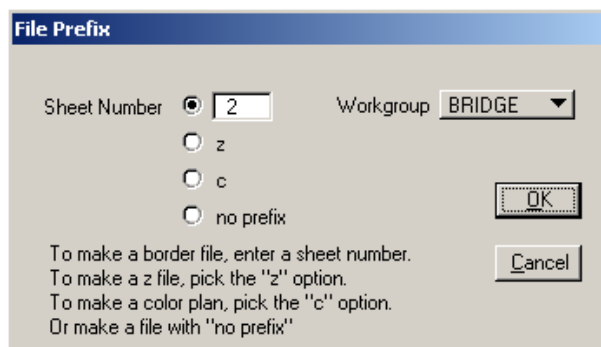 File Prefix
Sheet Number 2 Workgroup BRIDGE
z
c
no prefix
OK
To make a border file, enter a sheet number.
To make a z file, pick the "z" option.
Cancel
To make a color plan, pick the "c" option.
Or make a file with "no prefix"